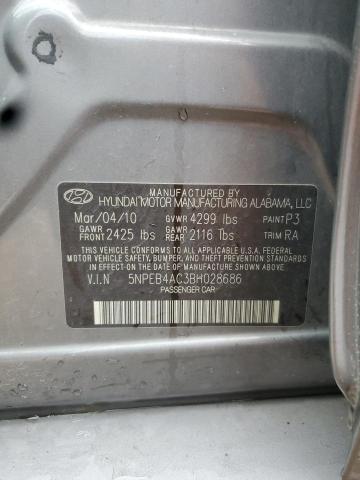 MANUFACTURED BY
HYUNDAI MOTOR MANUFACTURING ALABAMA, LLC
Mar/04/10 GVWR 4299 lbs PAINT P3
GAWR FRONT 2425 lbs GAWR REAR 2116 lbs TRIM RA
THIS VEHICLE CONFORMS TO ALL APPLICABLE U.S.A. FEDERAL
MOTOR VEHICLE SAFETY, BUMPER, AND THEFT PREVENTION
STANDARDS IN EFFECT ON THE DATE OF MANUFACTURE SHOWN ABOVE.
V.I.N 5NPEB4AC3BH028686
PASSENGER CAR